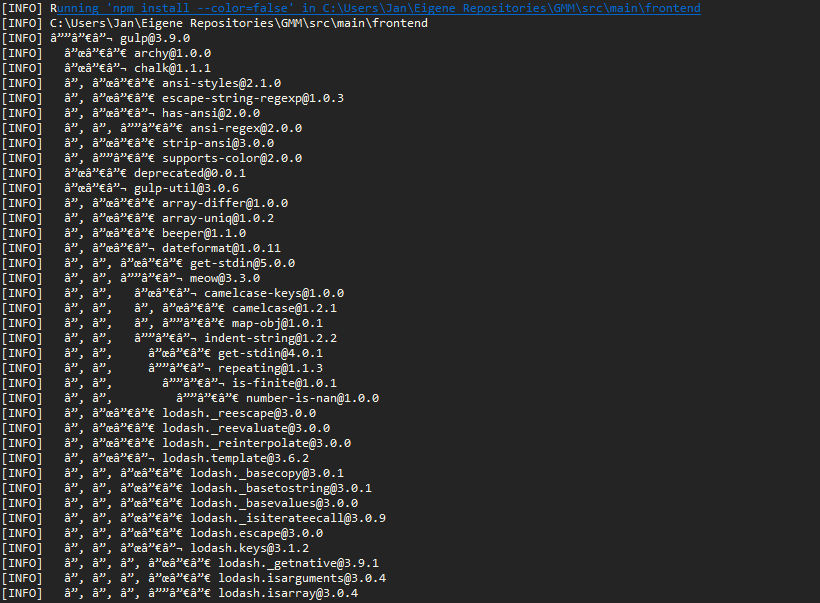 [INFO] Running 'npm install --color=false' in C:\Users\Jan\Eigene Repositories\GMM\src\main\frontend
[INFO] C:\Users\Jan\Eigene Repositories\GMM\src\main\frontend
[INFO] â””â”€â”¬ gulp@3.9.0
[INFO]   â”œâ”€â”€ archy@1.0.0
[INFO]   â”œâ”€â”¬ chalk@1.1.1
[INFO]   â”‚ â”œâ”€â”€ ansi-styles@2.1.0
[INFO]   â”‚ â”œâ”€â”€ escape-string-regexp@1.0.3
[INFO]   â”‚ â”œâ”€â”¬ has-ansi@2.0.0
[INFO]   â”‚ â”‚ â””â”€â”€ ansi-regex@2.0.0
[INFO]   â”‚ â”œâ”€â”€ strip-ansi@3.0.0
[INFO]   â”‚ â””â”€â”€ supports-color@2.0.0
[INFO]   â”œâ”€â”€ deprecated@0.0.1
[INFO]   â”œâ”€â”¬ gulp-util@3.0.6
[INFO]   â”‚ â”œâ”€â”€ array-differ@1.0.0
[INFO]   â”‚ â”œâ”€â”€ array-uniq@1.0.2
[INFO]   â”‚ â”œâ”€â”€ beeper@1.1.0
[INFO]   â”‚ â”œâ”€â”¬ dateformat@1.0.11
[INFO]   â”‚ â”‚ â”œâ”€â”€ get-stdin@5.0.0
[INFO]   â”‚ â”‚ â””â”€â”¬ meow@3.3.0
[INFO]   â”‚ â”‚   â”œâ”€â”¬ camelcase-keys@1.0.0
[INFO]   â”‚ â”‚   â”‚ â”œâ”€â”€ camelcase@1.2.1
[INFO]   â”‚ â”‚   â”‚ â””â”€â”€ map-obj@1.0.1
[INFO]   â”‚ â”‚   â””â”€â”¬ indent-string@1.2.2
[INFO]   â”‚ â”‚     â”œâ”€â”€ get-stdin@4.0.1
[INFO]   â”‚ â”‚     â””â”€â”¬ repeating@1.1.3
[INFO]   â”‚ â”‚       â””â”€â”¬ is-finite@1.0.1
[INFO]   â”‚ â”‚         â””â”€â”€ number-is-nan@1.0.0
[INFO]   â”‚ â”œâ”€â”€ lodash._reescape@3.0.0
[INFO]   â”‚ â”œâ”€â”€ lodash._reevaluate@3.0.0
[INFO]   â”‚ â”œâ”€â”€ lodash._reinterpolate@3.0.0
[INFO]   â”‚ â”œâ”€â”¬ lodash.template@3.6.2
[INFO]   â”‚ â”‚ â”œâ”€â”€ lodash._basecopy@3.0.1
[INFO]   â”‚ â”‚ â”œâ”€â”€ lodash._basetostring@3.0.1
[INFO]   â”‚ â”‚ â”œâ”€â”€ lodash._basevalues@3.0.0
[INFO]   â”‚ â”‚ â”œâ”€â”€ lodash._isiterateecall@3.0.9
[INFO]   â”‚ â”‚ â”œâ”€â”€ lodash.escape@3.0.0
[INFO]   â”‚ â”‚ â”œâ”€â”¬ lodash.keys@3.1.2
[INFO]   â”‚ â”‚ â”‚ â”œâ”€â”€ lodash._getnative@3.9.1
[INFO]   â”‚ â”‚ â”‚ â”œâ”€â”€ lodash.isarguments@3.0.4
[INFO]   â”‚ â”‚ â”‚ â””â”€â”€ lodash.isarray@3.0.4